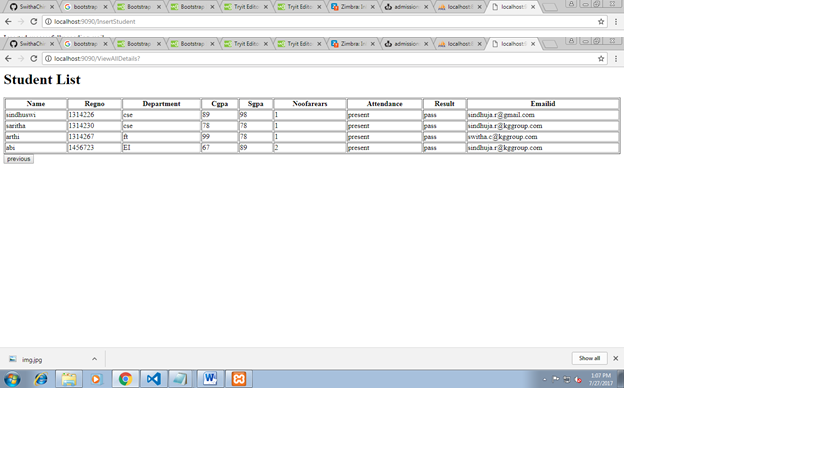 SwithaCh bootstrap Bootstrap Bootstrap Tryit Edito Tryit Edito Zimbra: In admission localhost localhost:
localhost:9090/InsertStudent
SwithaCh bootstrap Bootstrap Bootstrap Tryit Edito Tryit Edito Zimbra: In admission localhost localhost:
localhost:9090/ViewAllDetails?
Student List
Name Regno Department Cgpa Sgpa Noofarears Attendance Result Emailid
sindhuswi 1314226 cse 89 98 1 present pass sindhuja.r@gmail.com
saritha 1314230 cse 78 78 1 present pass sindhuja.r@kggroup.com
arthi 1314267 ft 99 78 1 present pass switha.c@kggroup.com
abi 1456723 EI 67 89 2 present pass sindhuja.r@kggroup.com
previous
img.jpg Show all
1:07 PM
7/27/2017